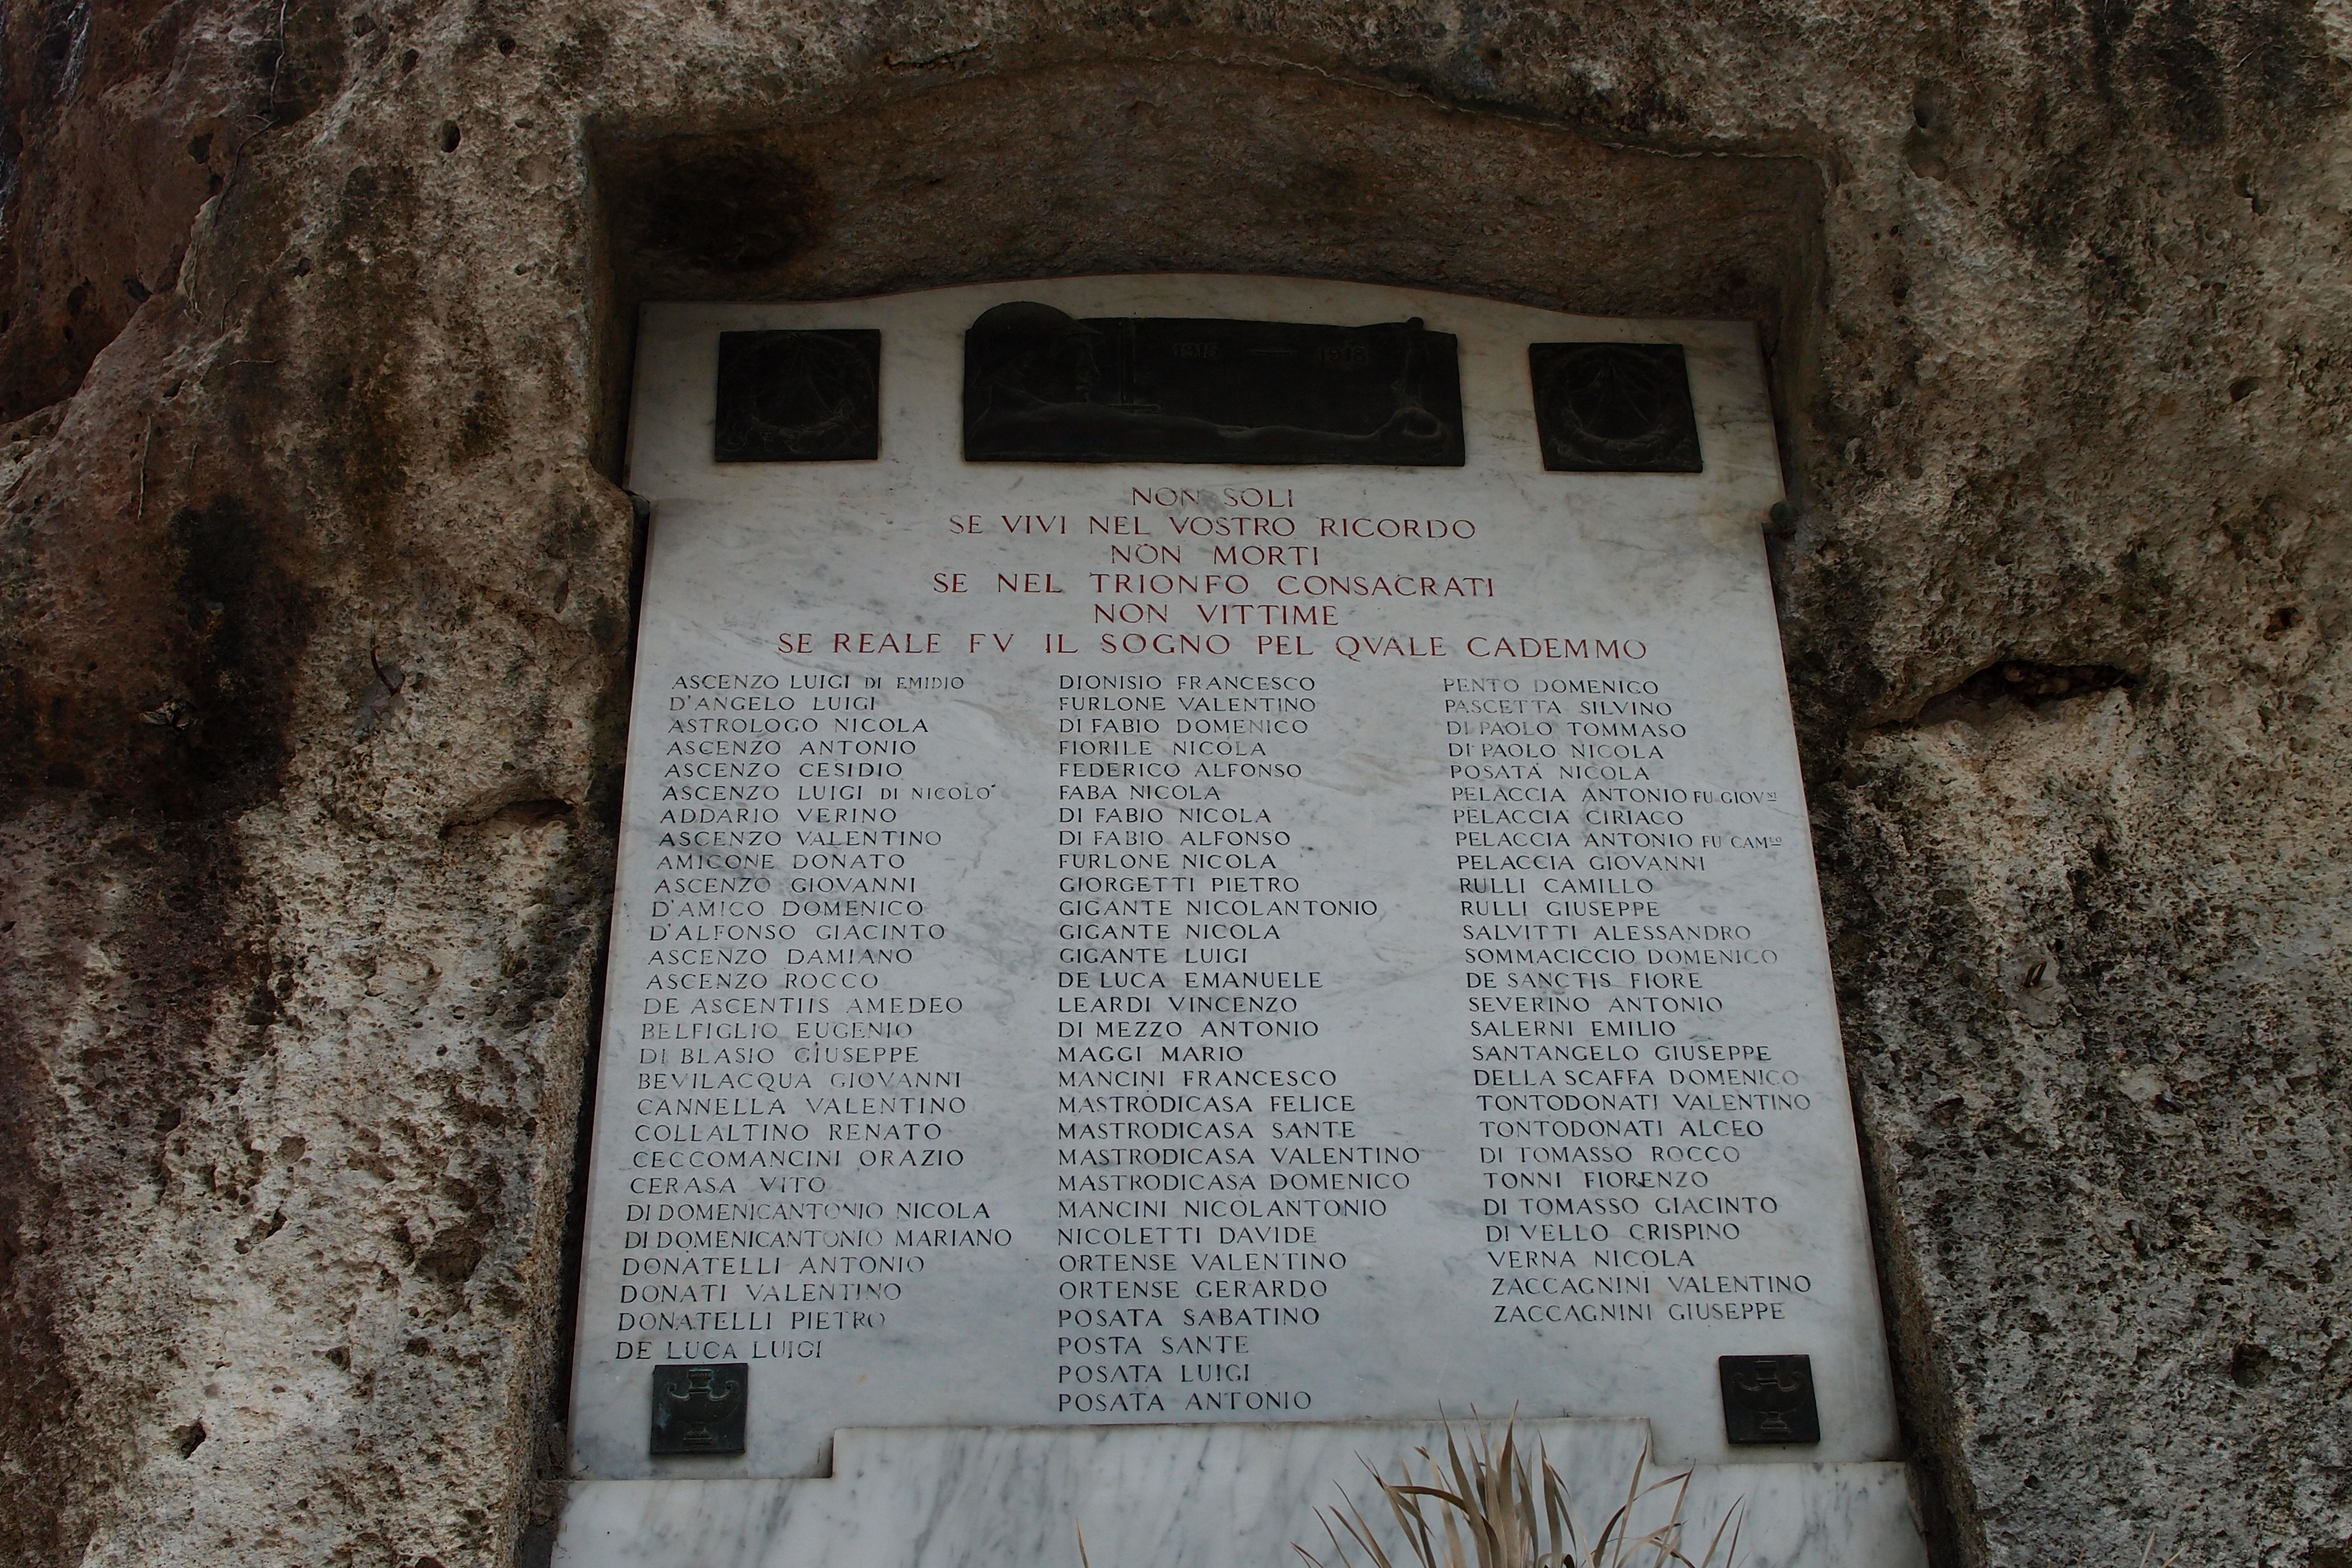 1915 — 1918
NON SOLI
SE VIVI NEL VOSTRO RICORDO
NON MORTI
SE NEL TRIONFO CONSACRATI
NON VITTIME
SE REALE FV IL SOGNO PEL QVALE CADEMMO
ASCENZO LUIGI DI EMIDIO
D'ANGELO LUIGI
ASTROLOGO NICOLA
ASCENZO ANTONIO
ASCENZO CESIDIO
ASCENZO LUIGI DI NICOLO'
ADDARIO VERINO
ASCENZO VALENTINO
AMICONE DONATO
ASCENZO GIOVANNI
D'AMICO DOMENICO
D'ALFONSO GIACINTO
ASCENZO DAMIANO
ASCENZO ROCCO
DE ASCENTIIS AMEDEO
BELFIGLIO EUGENIO
DI BLASIO GIUSEPPE
BEVILACQUA GIOVANNI
CANNELLA VALENTINO
COLLALTINO RENATO
CECCOMANCINI ORAZIO
CERASA VITO
DI DOMENICANTONIO NICOLA
DI DOMENICANTONIO MARIANO
DONATELLI ANTONIO
DONATI VALENTINO
DONATELLI PIETRO
DE LUCA LUIGI
DIONISIO FRANCESCO
FURLONE VALENTINO
DI FABIO DOMENICO
FIORILE NICOLA
FEDERICO ALFONSO
FABA NICOLA
DI FABIO NICOLA
DI FABIO ALFONSO
FURLONE NICOLA
GIORGETTI PIETRO
GIGANTE NICOLANTONIO
GIGANTE NICOLA
GIGANTE LUIGI
DE LUCA EMANUELE
LEARDI VINCENZO
DI MEZZO ANTONIO
MAGGI MARIO
MANCINI FRANCESCO
MASTRODICASA FELICE
MASTRODICASA SANTE
MASTRODICASA VALENTINO
MASTRODICASA DOMENICO
MANCINI NICOLANTONIO
NICOLETTI DAVIDE
ORTENSE VALENTINO
ORTENSE GERARDO
POSATA SABATINO
POSTA SANTE
POSATA LUIGI
POSATA ANTONIO
PENTO DOMENICO
PASCETTA SILVINO
DI PAOLO TOMMASO
DI PAOLO NICOLA
POSATA NICOLA
PELACCIA ANTONIO FU GIOVNI
PELACCIA CIRIACO
PELACCIA ANTONIO FU CAMLO
PELACCIA GIOVANNI
RULLI CAMILLO
RULLI GIUSEPPE
SALVITTI ALESSANDRO
SOMMACICCIO DOMENICO
DE SANCTIS FIORE
SEVERINO ANTONIO
SALERNI EMILIO
SANTANGELO GIUSEPPE
DELLA SCAFFA DOMENICO
TONTODONATI VALENTINO
TONTODONATI ALCEO
DI TOMASSO ROCCO
TONNI FIORENZO
DI TOMASSO GIACINTO
DI VELLO CRISPINO
VERNA NICOLA
ZACCAGNINI VALENTINO
ZACCAGNINI GIUSEPPE